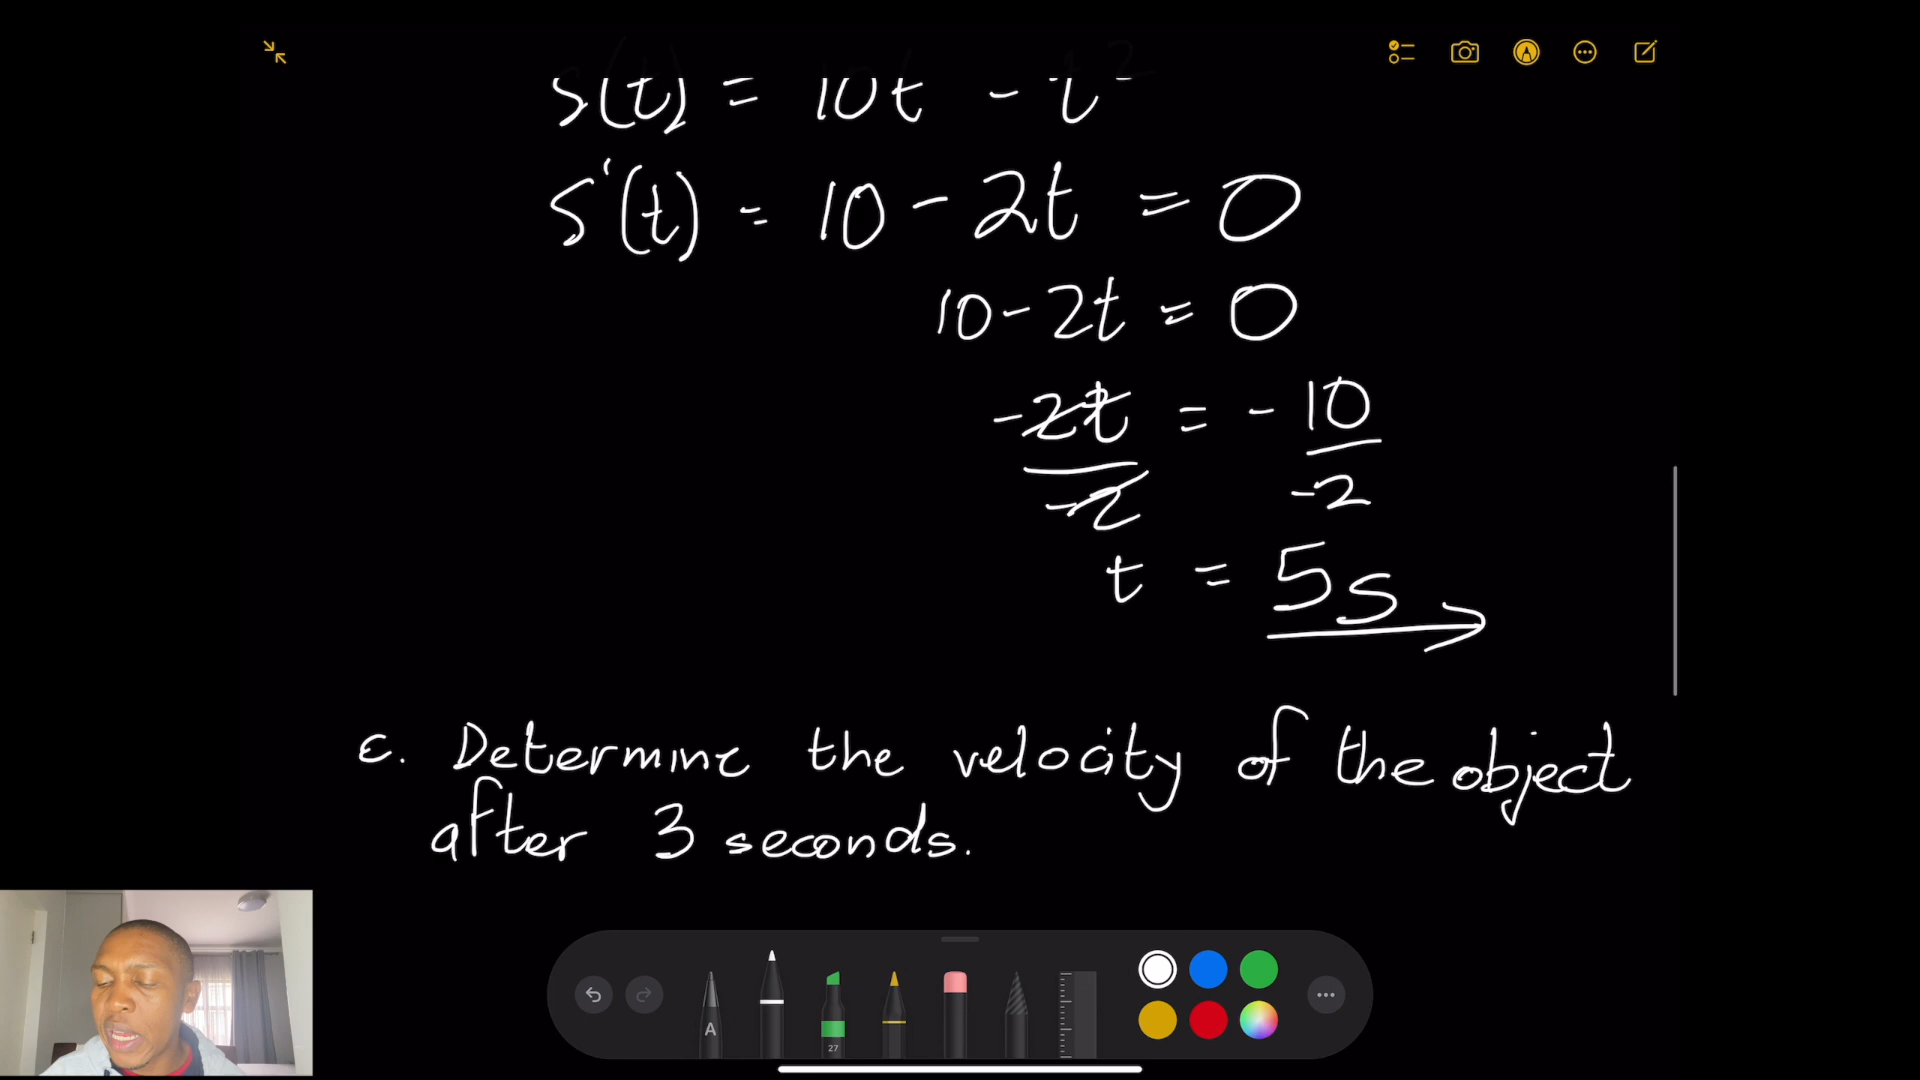 s(t) = 10t - t²
s'(t) = 10 - 2t = 0
10 - 2t = 0
-2t = -10
-2 -2
t = 5s
c. Determine the velocity of the object
after 3 seconds.
A
27